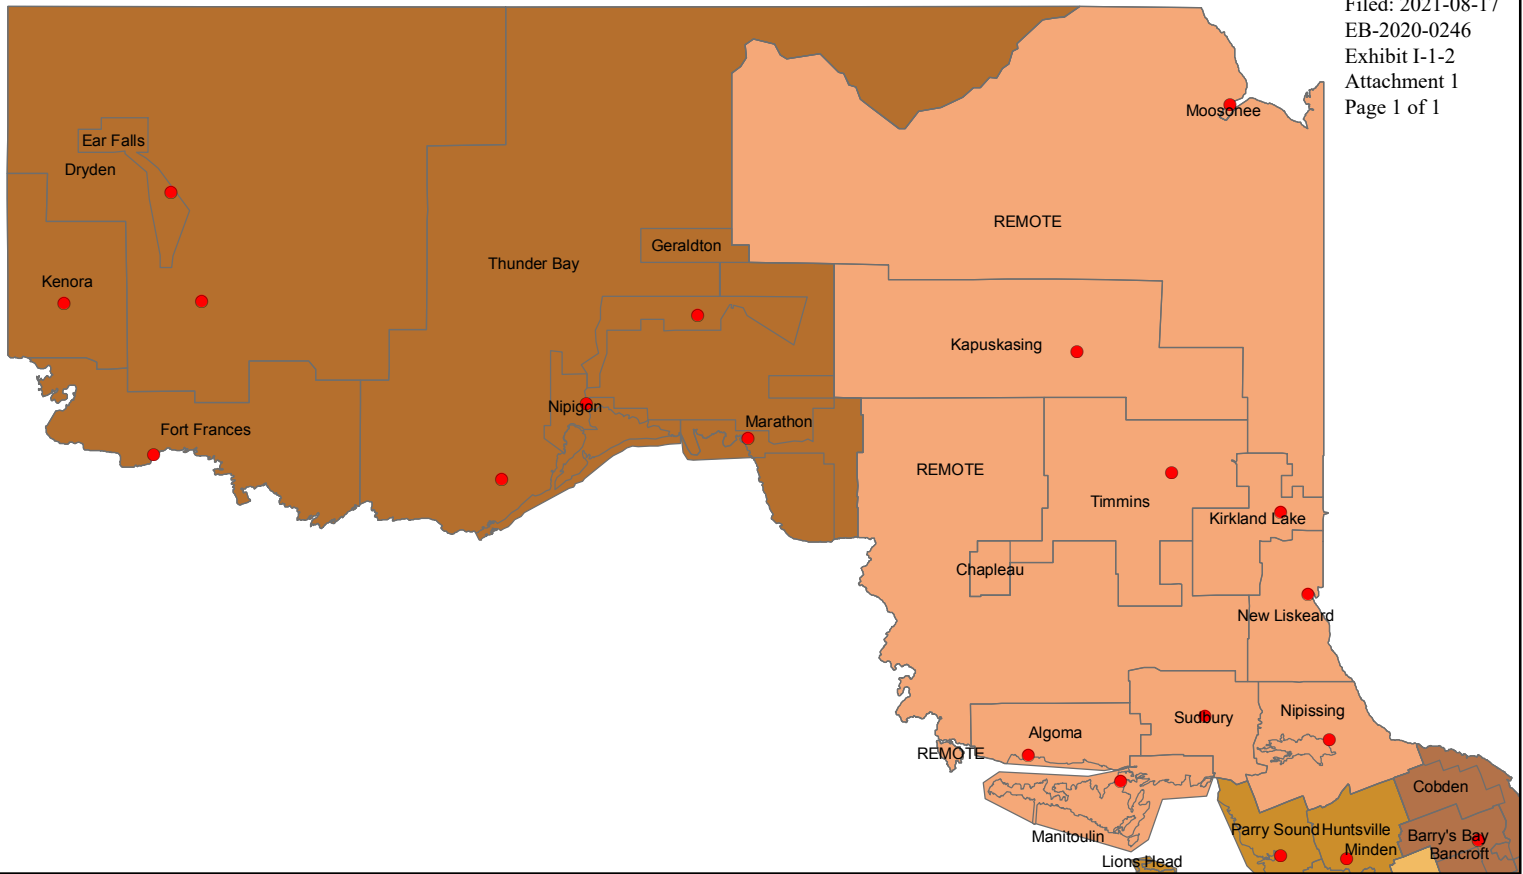 Filed: 2021-08-17
EB-2020-0246
Exhibit I-1-2
Attachment 1
Page 1 of 1
Moosonee
Ear Falls
Dryden
REMOTE
Geraldton
Thunder Bay
Kenora
Kapuskasing
Nipigon
Marathon
Fort Frances
REMOTE
Timmins
Kirkland Lake
Chapleau
New Liskeard
Nipissing
Sudbury
Algoma
REMOTE
Cobden
Parry Sound
Huntsville
Manitoulin
Barry's Bay
Minden
Bancroft
Lions Head